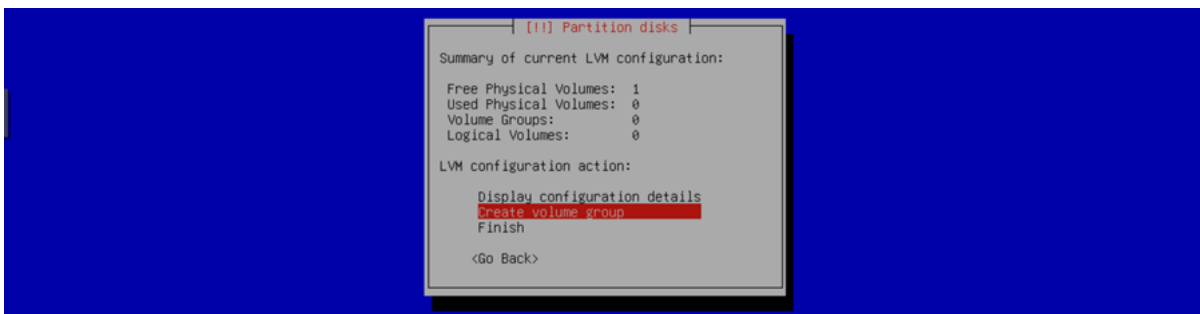 [!!] Partition disks
Summary of current LVM configuration:
Free Physical Volumes: 1
Used Physical Volumes: 0
Volume Groups: 0
Logical Volumes: 0
LVM configuration action:
Display configuration details
Create volume group
Finish
<Go Back>